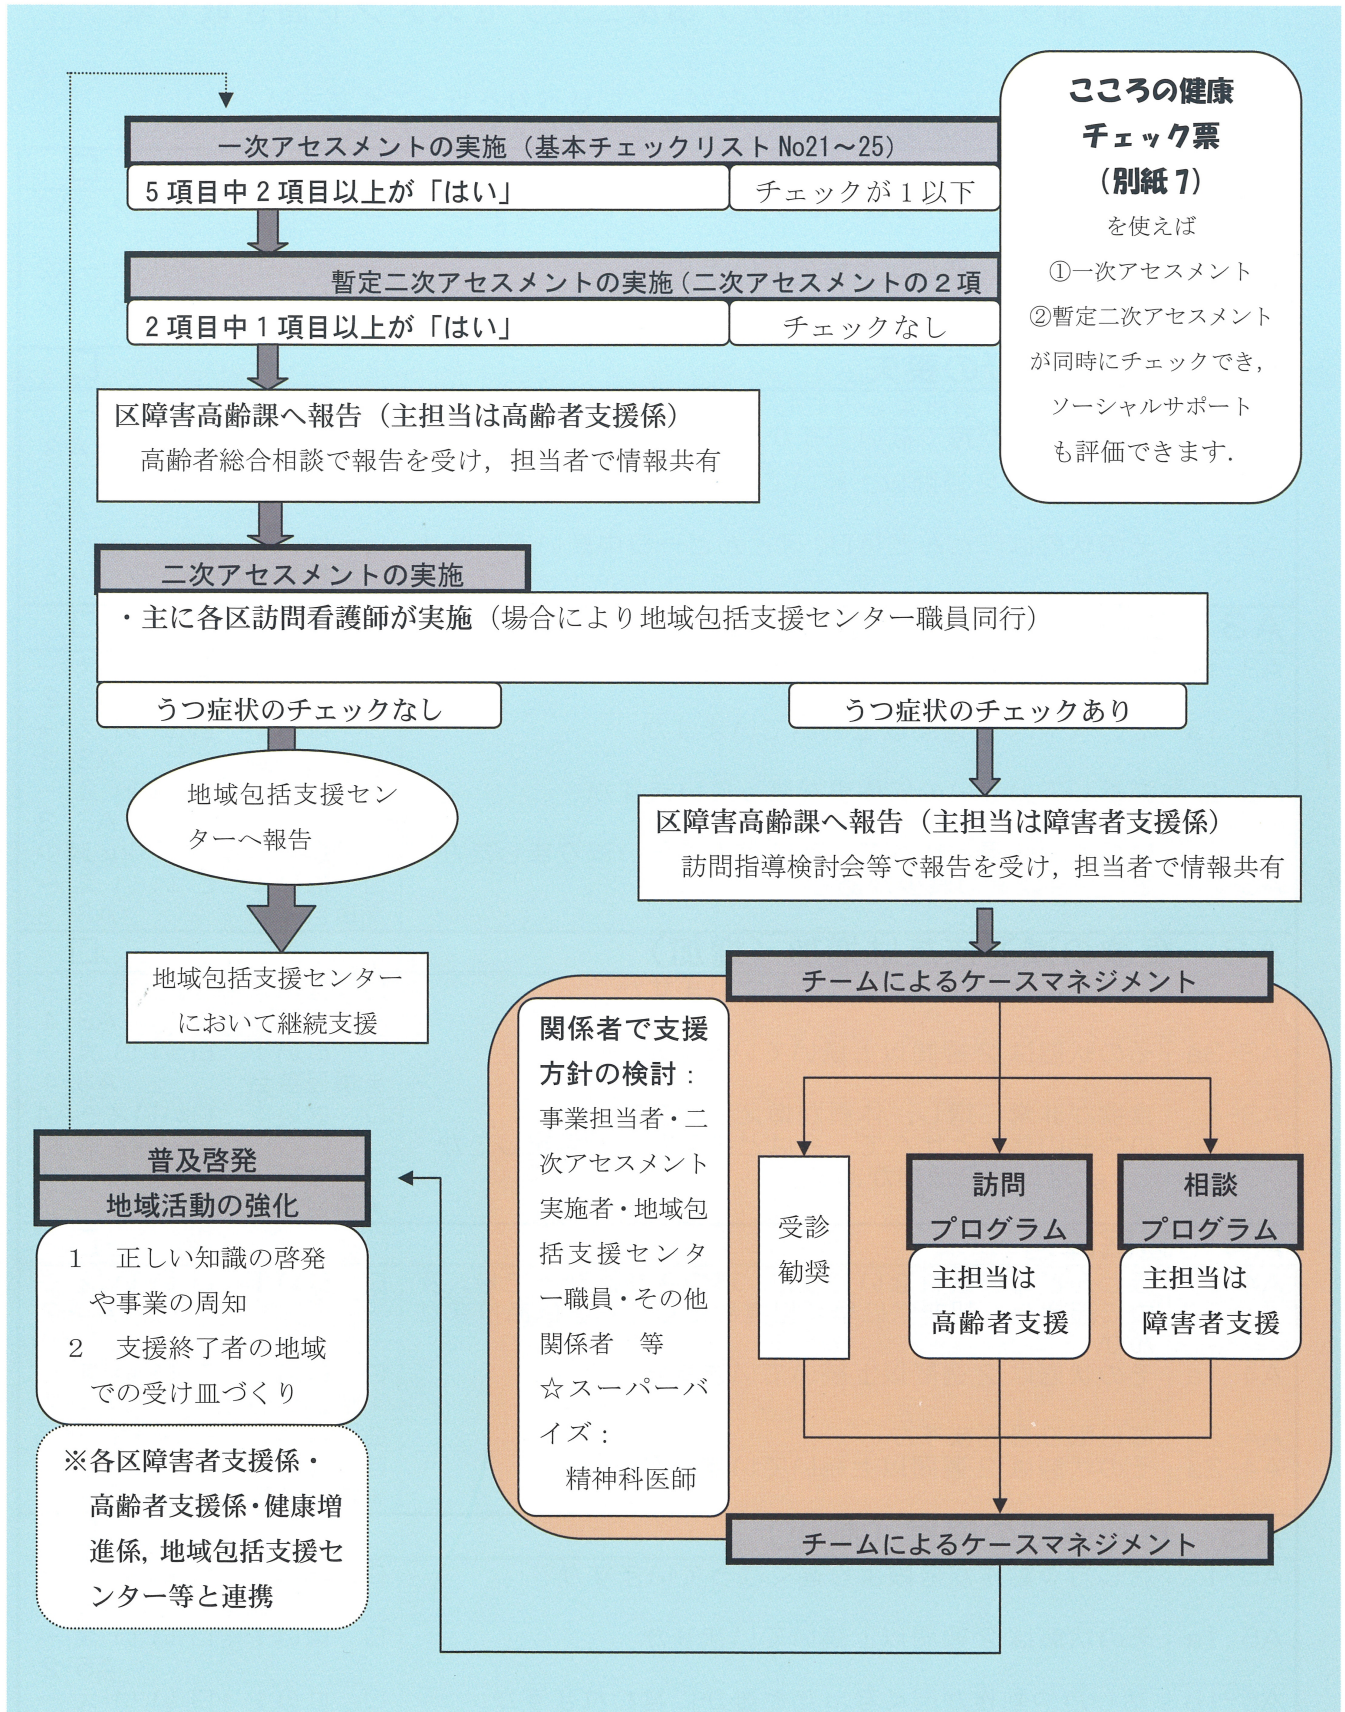 一次アセスメントの実施（基本チェックリスト No21～25）
5 項目中 2 項目以上が「はい」
チェックが 1 以下
暫定二次アセスメントの実施（二次アセスメントの２項
2 項目中 1 項目以上が「はい」
チェックなし
こころの健康
チェック票
（別紙 7）
を使えば
①一次アセスメント
②暫定二次アセスメント
が同時にチェックでき，
ソーシャルサポート
も評価できます．
区障害高齢課へ報告（主担当は高齢者支援係）
高齢者総合相談で報告を受け，担当者で情報共有
二次アセスメントの実施
・主に各区訪問看護師が実施（場合により地域包括支援センター職員同行）
うつ症状のチェックなし
うつ症状のチェックあり
地域包括支援セン
ターへ報告
地域包括支援センター
において継続支援
区障害高齢課へ報告（主担当は障害者支援係）
訪問指導検討会等で報告を受け，担当者で情報共有
チームによるケースマネジメント
関係者で支援
方針の検討：
事業担当者・二
次アセスメント
実施者・地域包
括支援センタ
ー職員・その他
関係者　等
☆スーパーバ
イズ：
精神科医師
受診
勧奨
訪問
プログラム
主担当は
高齢者支援
相談
プログラム
主担当は
障害者支援
チームによるケースマネジメント
普及啓発
地域活動の強化
1　正しい知識の啓発
や事業の周知
2　支援終了者の地域
での受け皿づくり
※各区障害者支援係・
高齢者支援係・健康増
進係，地域包括支援セ
ンター等と連携